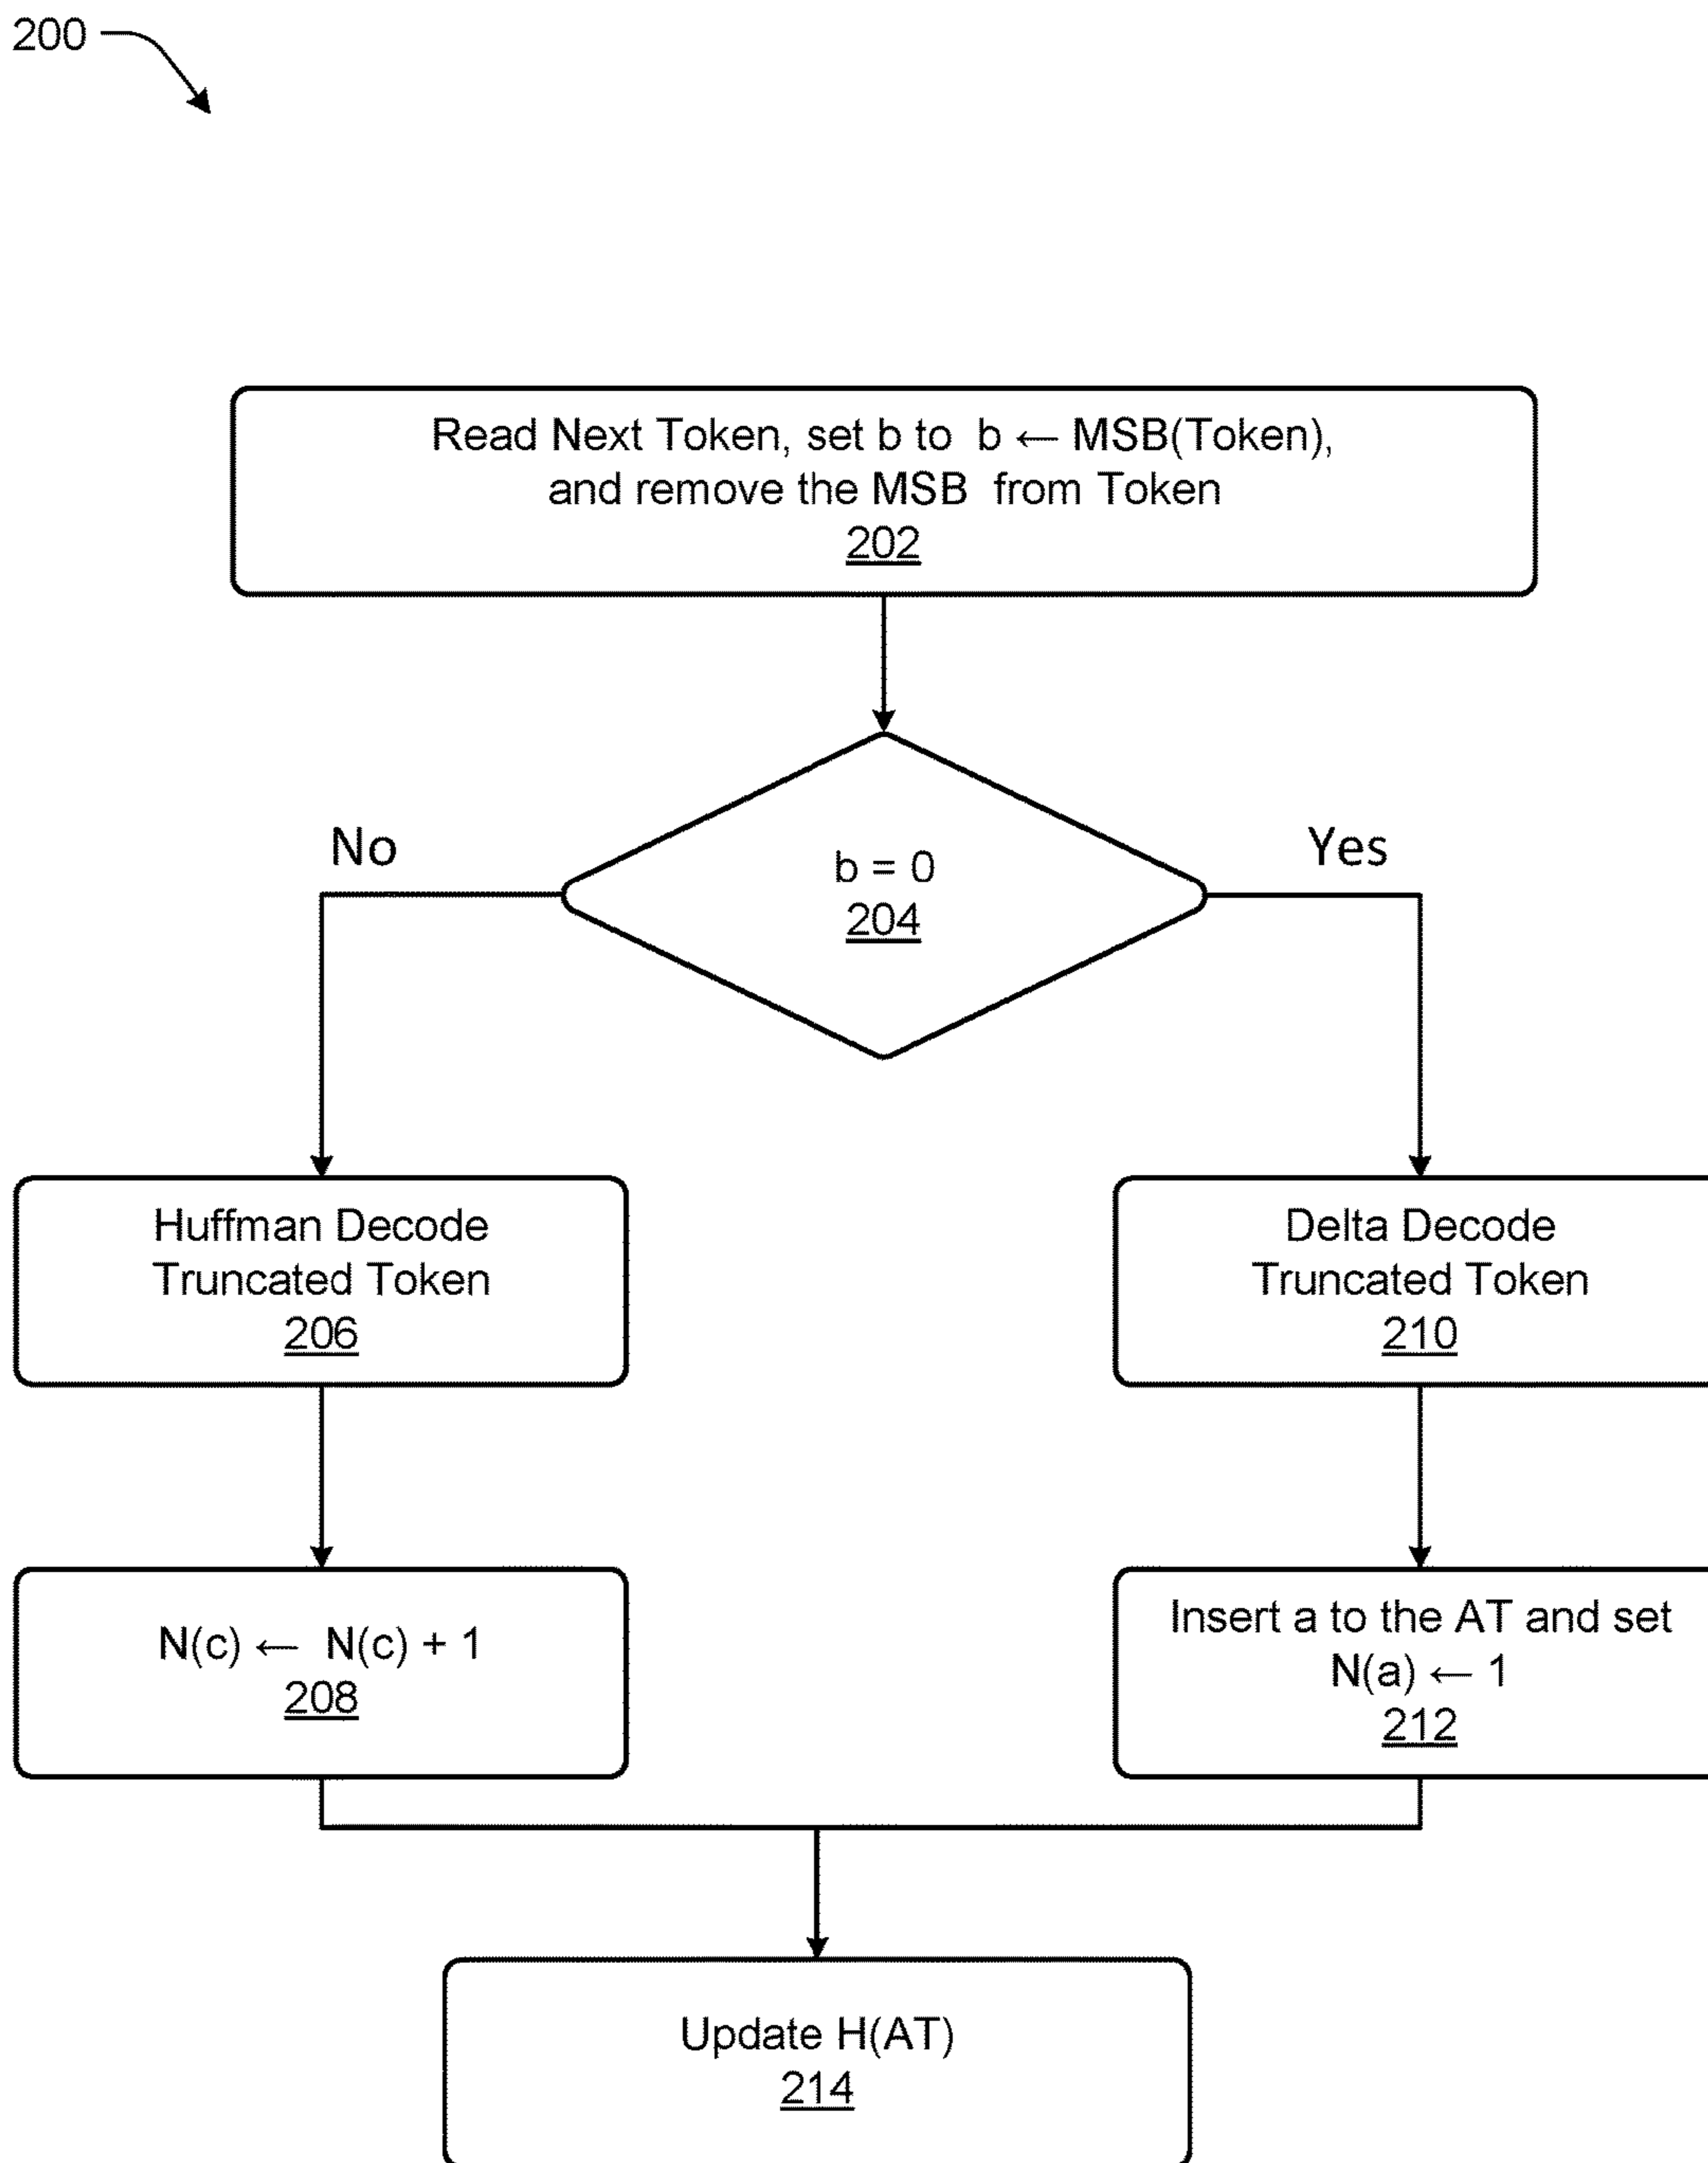 200
Read Next Token, set b to b ← MSB(Token),
and remove the MSB from Token
202
b = 0
204
No
Yes
Huffman Decode
Truncated Token
206
Delta Decode
Truncated Token
210
N(c) ← N(c) + 1
208
Insert a to the AT and set
N(a) ← 1
212
Update H(AT)
214